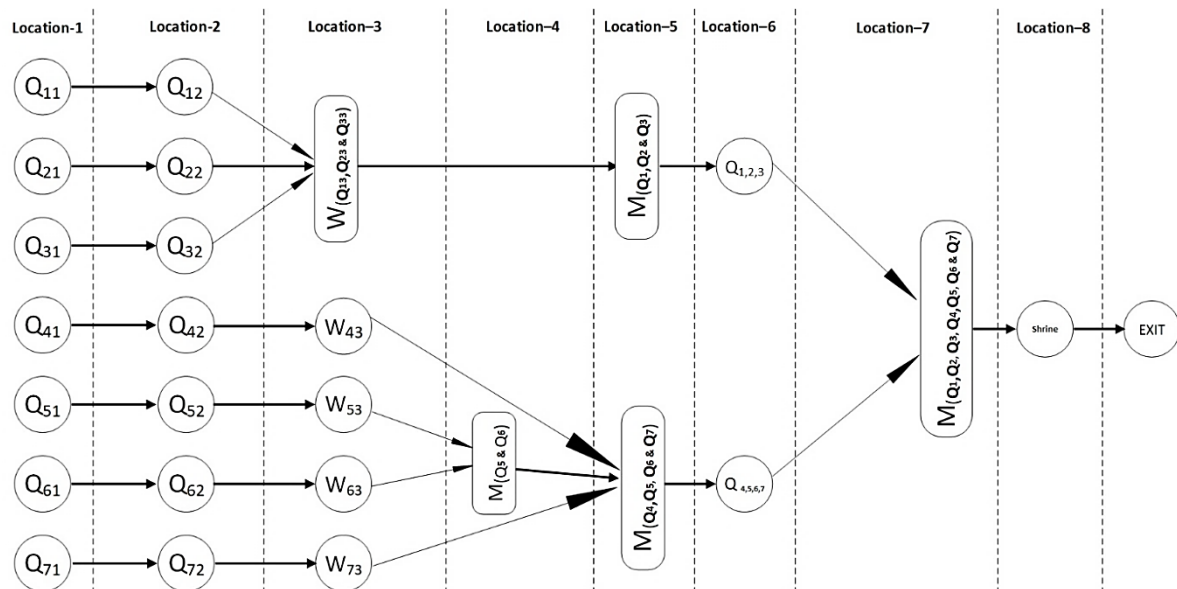 Location-1 Location-2 Location–3 Location–4 Location–5 Location–6 Location–7 Location–8
Q11 Q12
Q21 Q22
Q31 Q32
W(Q13,Q23 & Q33)
M(Q1,Q2 & Q3)
Q1,2,3
Q41 Q42 W43
Q51 Q52 W53
Q61 Q62 W63
Q71 Q72 W73
M(Q5 & Q6)
M(Q4,Q5, Q6 & Q7)
Q 4,5,6,7
M(Q1,Q2, Q3, Q4,Q5, Q6 & Q7)
Shrine
EXIT